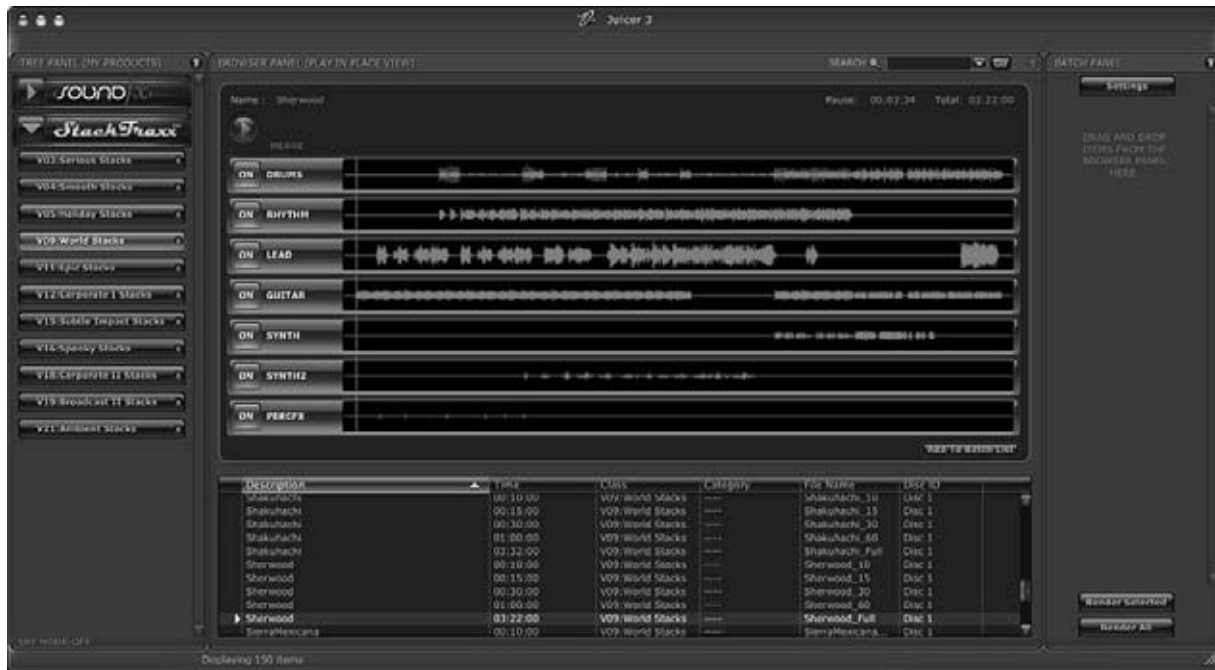 Juicer 3
TREE PANEL (MY PRODUCTS)
SOUNDFX
StackTraxx
V03:Serious Stacks
V04:Smooth Stacks
V05:Holiday Stacks
V09:World Stacks
V11:Epic Stacks
V12:Corporate I Stacks
V15:Subtle Impact Stacks
V16:Spooky Stacks
V18:Corporate II Stacks
V19:Broadcast II Stacks
V21:Ambient Stacks
BROWSER PANEL (PLAY IN PLACE VIEW)
SEARCH
Name : Sherwood
Pause: 00:03:24 Total: 03:22:00
ON DRUMS
ON RHYTHM
ON LEAD
ON GUITAR
ON SYNTH
ON SYNTH2
ON PERCFX
Add To Batch List
Description Time Class Category File Name Disc ID
Shakuhachi 00:10:00 V09:World Stacks ---- Shakuhachi_10 Disc 1
Shakuhachi 00:15:00 V09:World Stacks ---- Shakuhachi_15 Disc 1
Shakuhachi 00:30:00 V09:World Stacks ---- Shakuhachi_30 Disc 1
Shakuhachi 01:00:00 V09:World Stacks ---- Shakuhachi_60 Disc 1
Shakuhachi 03:32:00 V09:World Stacks ---- Shakuhachi_Full Disc 1
Sherwood 00:10:00 V09:World Stacks ---- Sherwood_10 Disc 1
Sherwood 00:15:00 V09:World Stacks ---- Sherwood_15 Disc 1
Sherwood 00:30:00 V09:World Stacks ---- Sherwood_30 Disc 1
Sherwood 01:00:00 V09:World Stacks ---- Sherwood_60 Disc 1
Sherwood 03:22:00 V09:World Stacks ---- Sherwood_Full Disc 1
SierraMexicana 00:10:00 V09:World Stacks ---- SierraMexicana... Disc 1
BATCH PANEL
Settings
DRAG AND DROP
ITEMS FROM THE
BROWSER PANEL
HERE.
Render Selected
Render All
Displaying 150 items